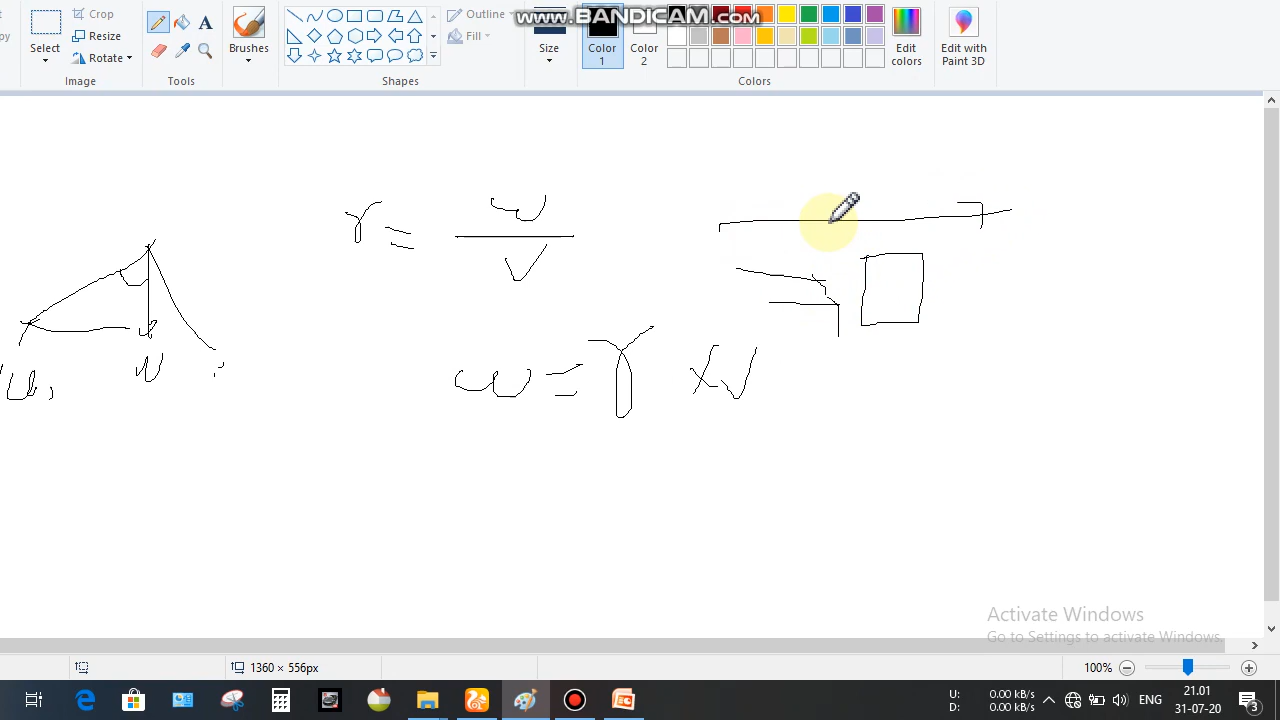 www.BANDICAM.com
Select
Crop
Re
Rotate
Brushes
Outline
Fill
Size
Color
1
Color
2
Edit
colors
Edit with
Paint 3D
Image
Tools
Shapes
Colors
γ = w
V
w = γ x V
w
Activate Windows
Go to Settings to activate Windows.
1360 × 556px
100%
U: 0.00 kB/s
D: 0.00 kB/s
ENG
21.01
31-07-20
3